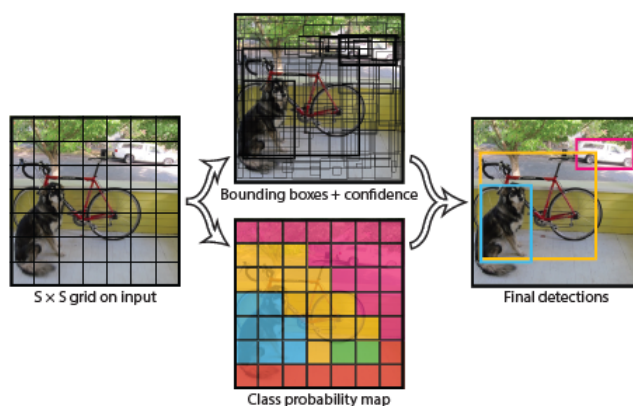 S × S grid on input
Bounding boxes + confidence
Class probability map
Final detections